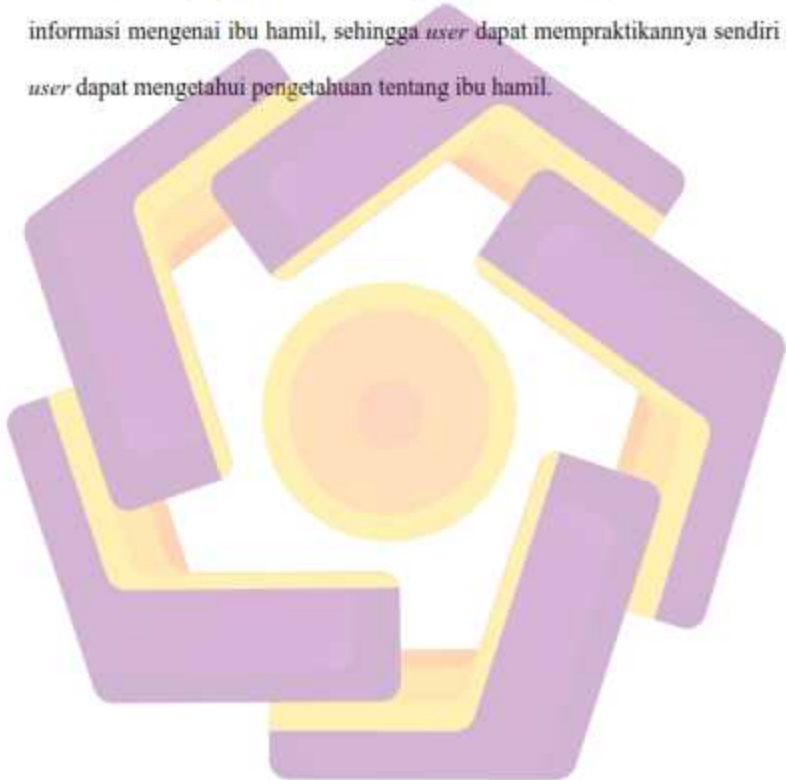 informasi mengenai ibu hamil, sehingga user dapat mempraktikannya sendiri
user dapat mengetahui pengetahuan tentang ibu hamil.